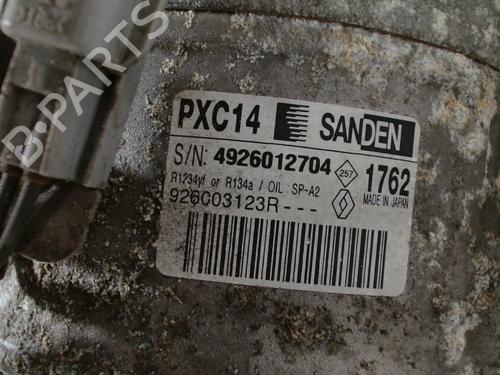 PXC14 SANDEN
S/N: 4926012704 257 1762
R1234yf or R134a / OIL : SP-A2 MADE IN JAPAN
926C03123R---
B-PARTS